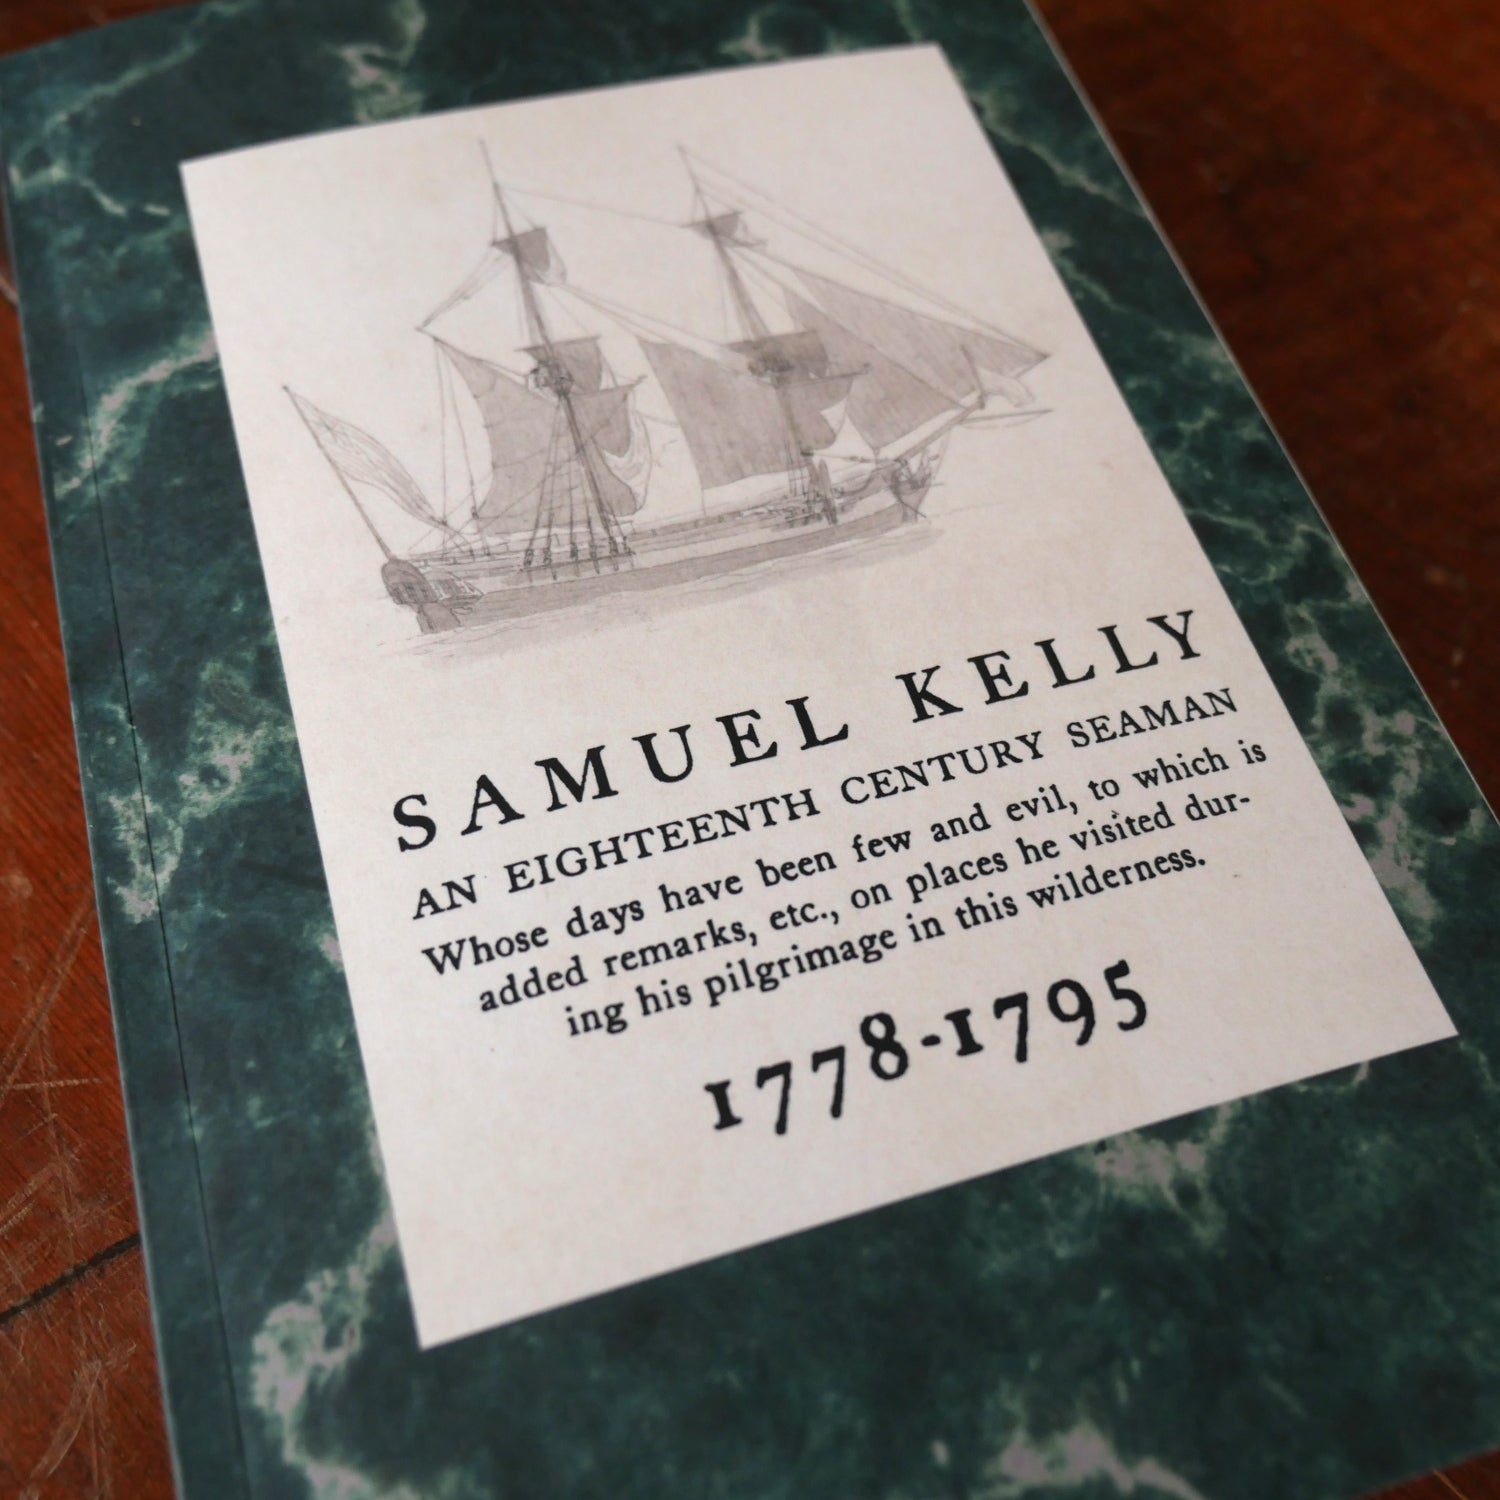 SAMUEL KELLY
AN EIGHTEENTH CENTURY SEAMAN
Whose days have been few and evil, to which is
added remarks, etc., on places he visited dur-
ing his pilgrimage in this wilderness.
1778-1795